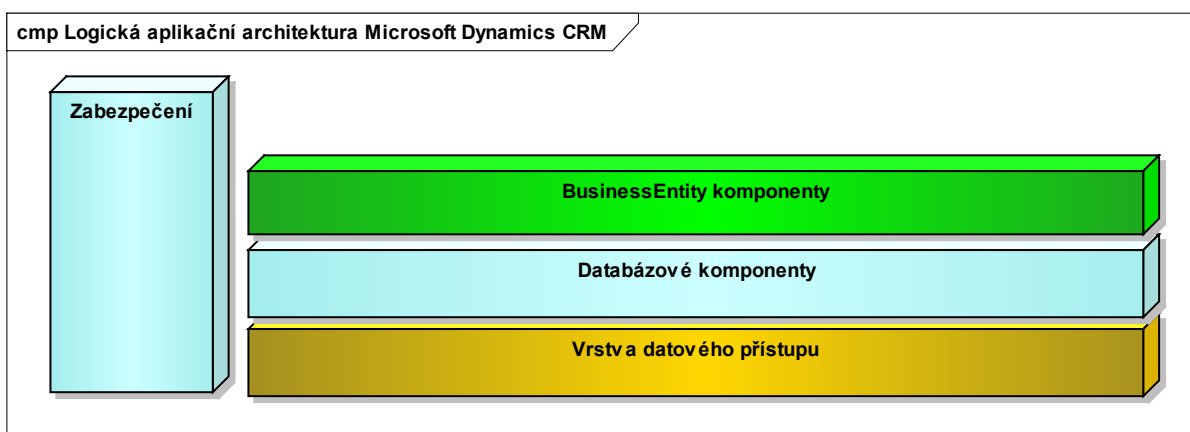 cmp Logická aplikační architektura Microsoft Dynamics CRM
Zabezpečení
BusinessEntity komponenty
Databázové komponenty
Vrstva datového přístupu